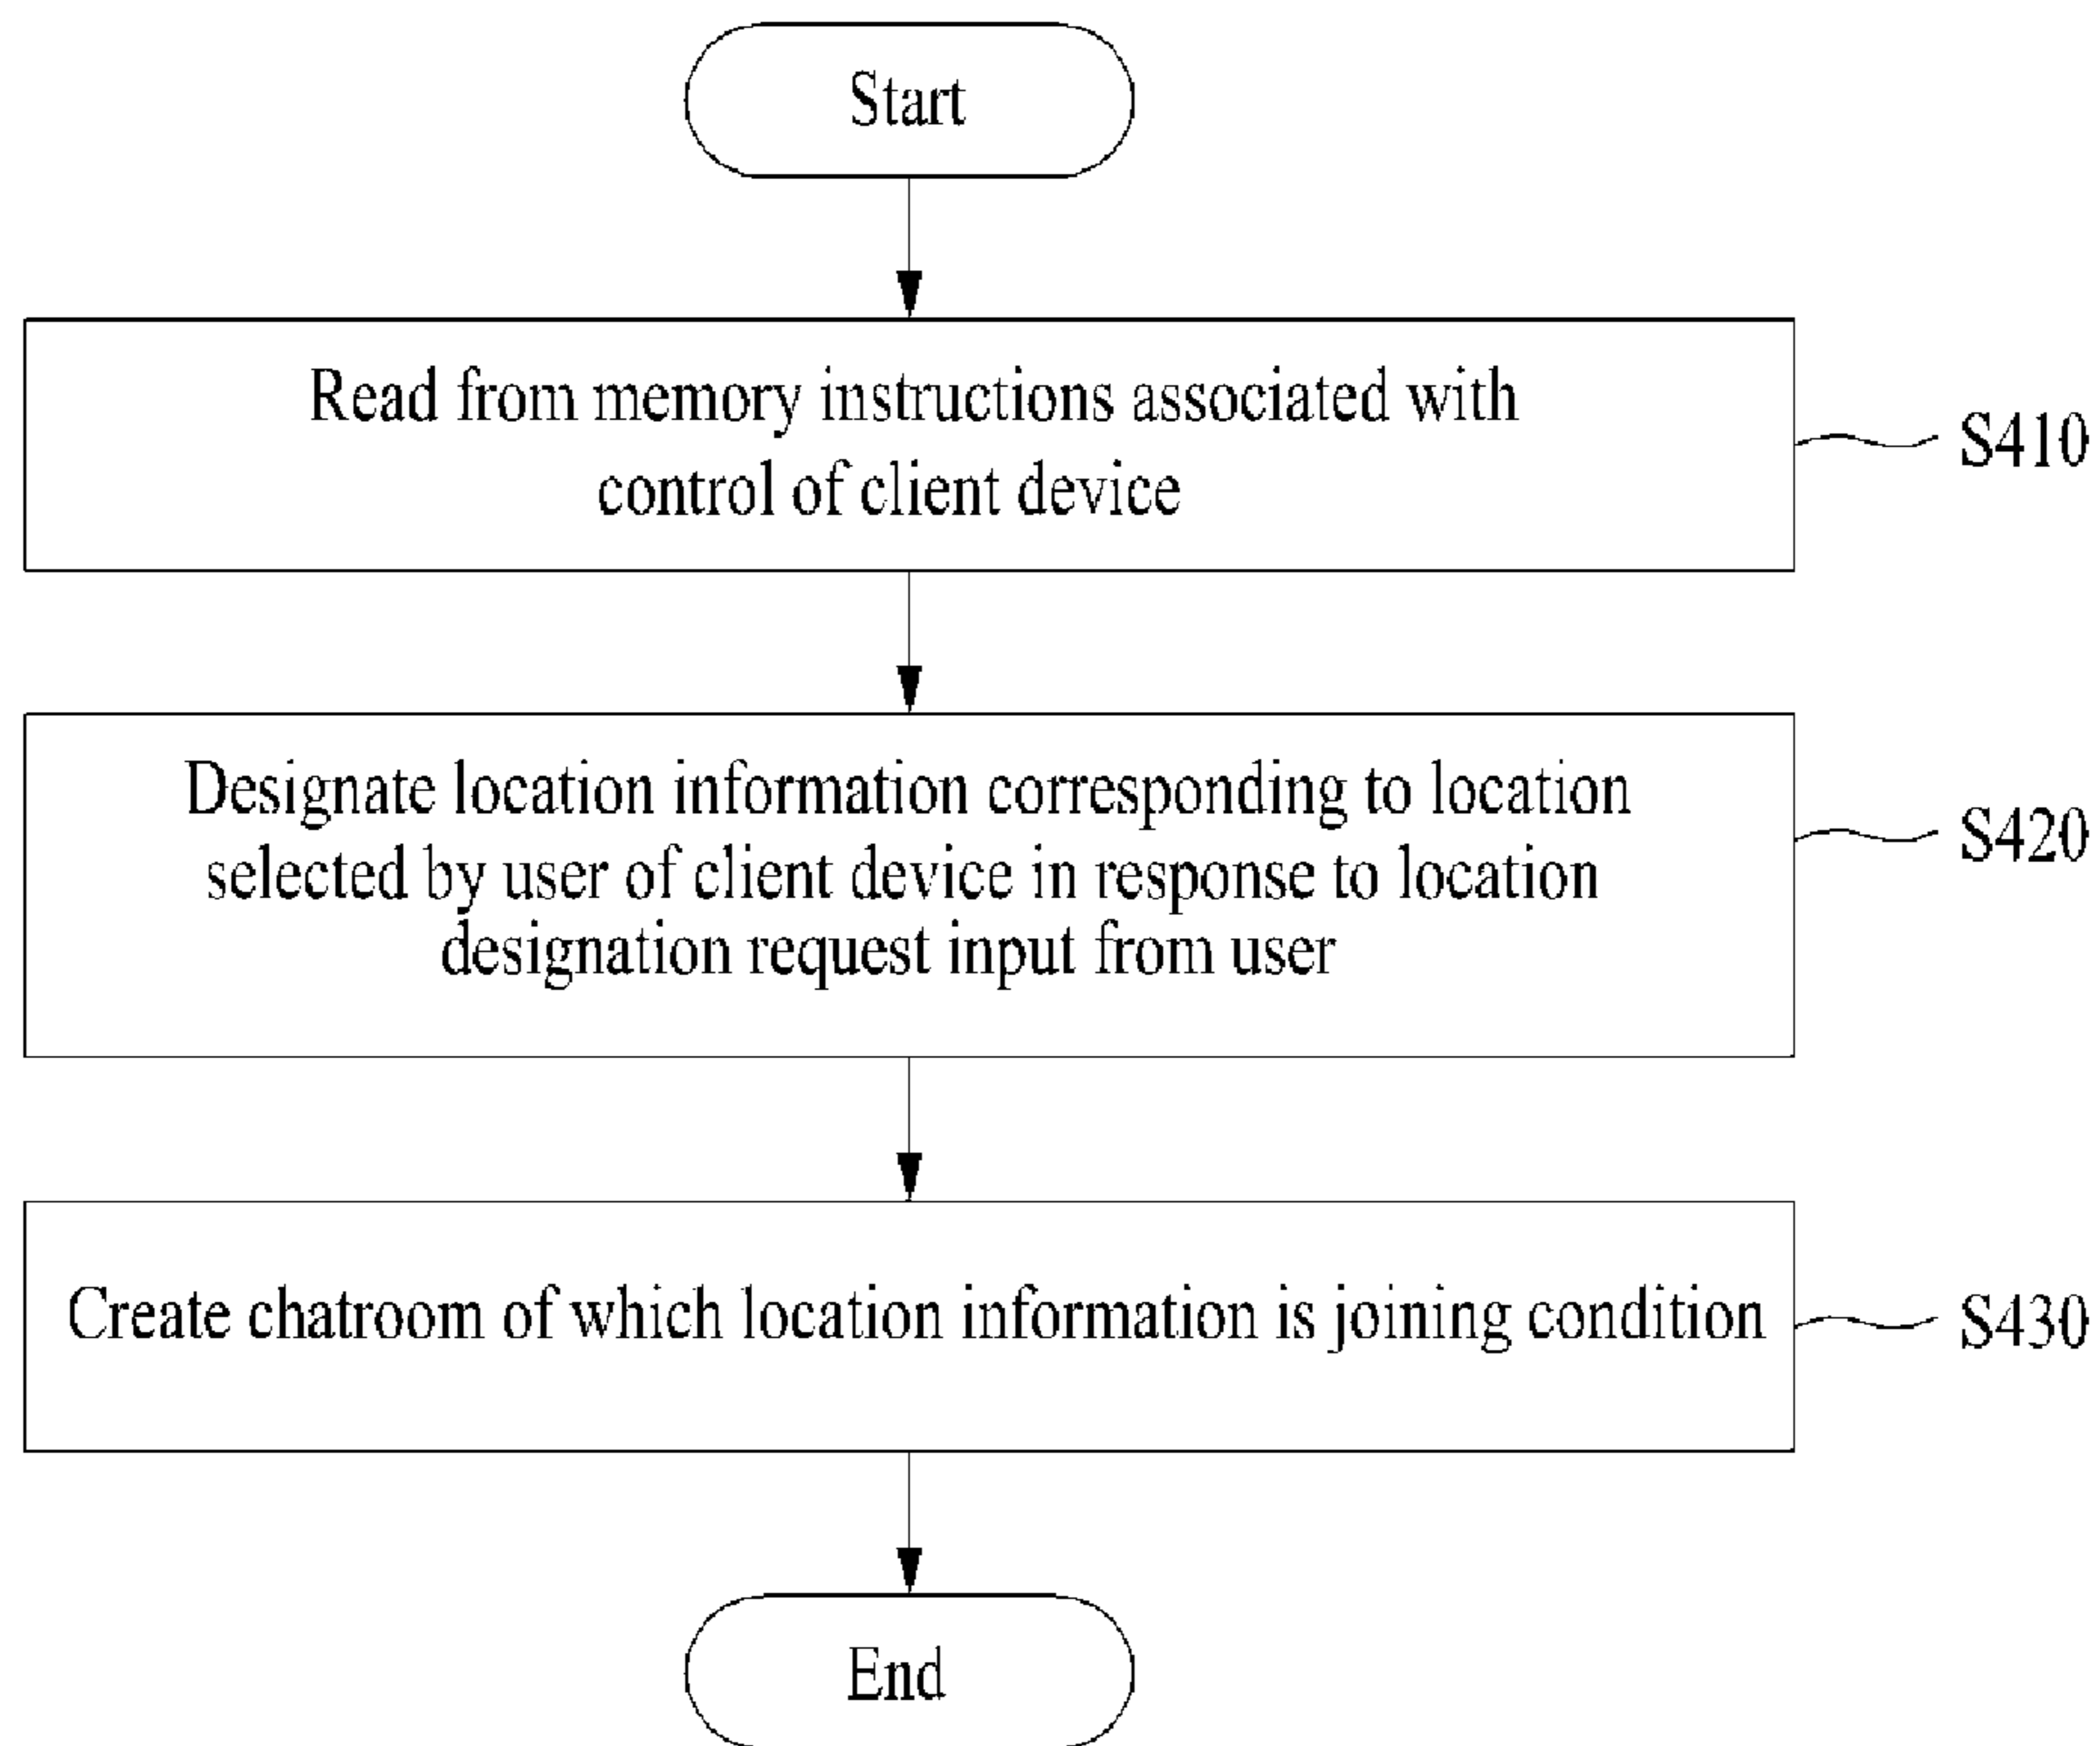 Start
Read from memory instructions associated with
control of client device
S410
Designate location information corresponding to location
selected by user of client device in response to location
designation request input from user
S420
Create chatroom of which location information is joining condition
S430
End